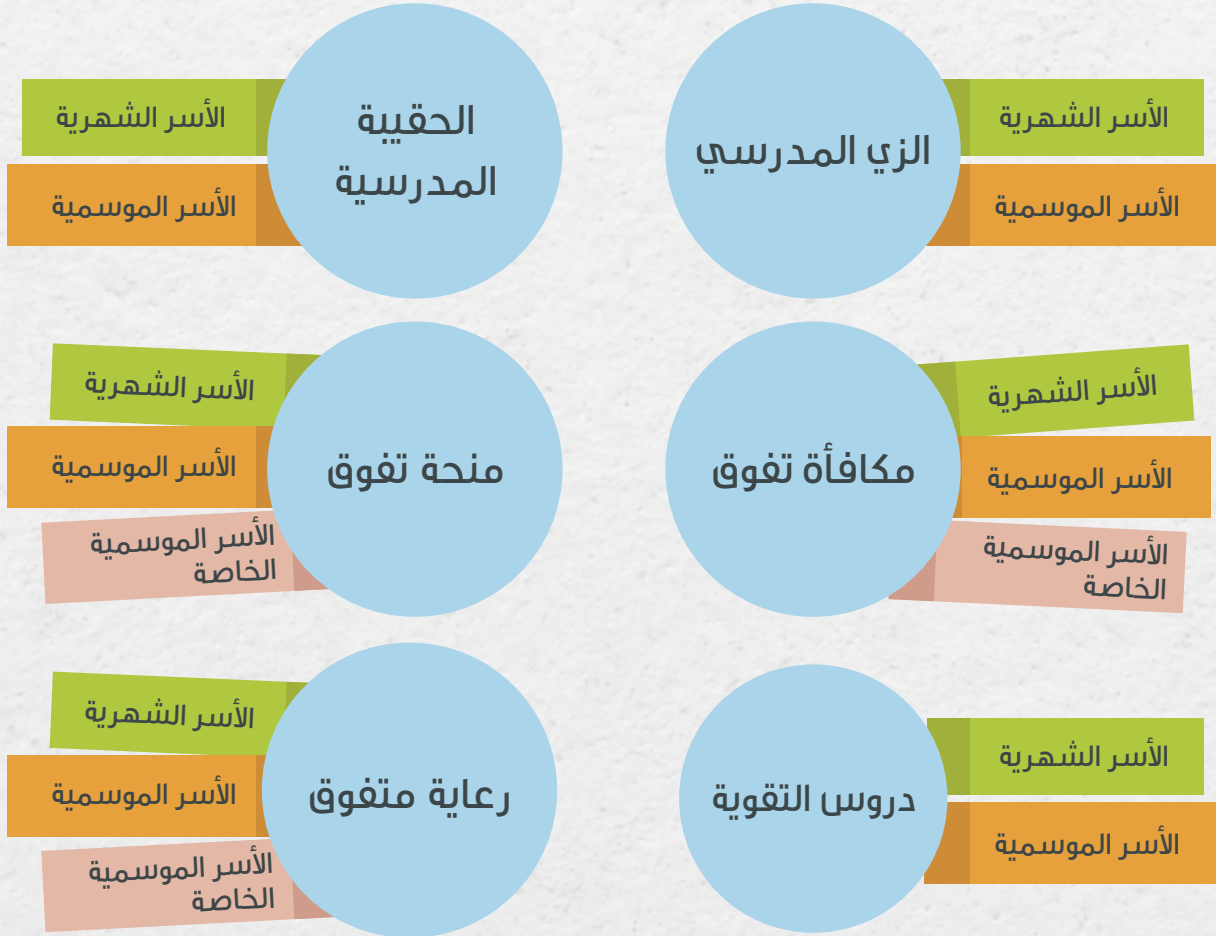 الزي المدرسي
الأسر الشهرية
الأسر الموسمية
الحقيبة
المدرسية
الأسر الشهرية
الأسر الموسمية
مكافأة تفوق
الأسر الشهرية
الأسر الموسمية
الأسر الموسمية
الخاصة
منحة تفوق
الأسر الشهرية
الأسر الموسمية
الأسر الموسمية
الخاصة
دروس التقوية
الأسر الشهرية
الأسر الموسمية
رعاية متفوق
الأسر الشهرية
الأسر الموسمية
الأسر الموسمية
الخاصة